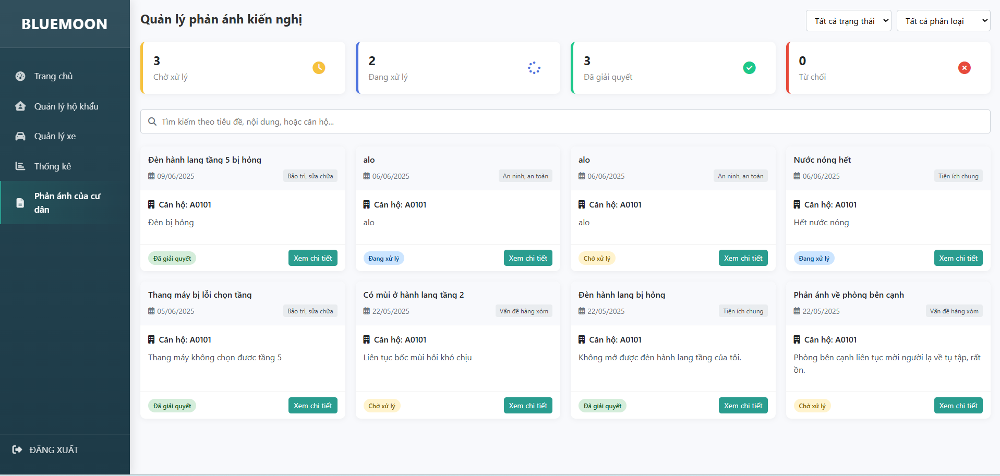 BLUEMOON
Trang chủ
Quản lý hộ khẩu
Quản lý xe
Thống kê
Phản ánh của cư
dân
ĐĂNG XUẤT
Quản lý phản ánh kiến nghị
Tất cả trạng thái
Tất cả phân loại
3
Chờ xử lý
2
Đang xử lý
3
Đã giải quyết
0
Từ chối
Tìm kiếm theo tiêu đề, nội dung, hoặc căn hộ...
Đèn hành lang tầng 5 bị hỏng
09/06/2025
Bảo trì, sửa chữa
Căn hộ: A0101
Đèn bị hỏng
Đã giải quyết
Xem chi tiết
alo
06/06/2025
An ninh, an toàn
Căn hộ: A0101
alo
Đang xử lý
Xem chi tiết
alo
06/06/2025
An ninh, an toàn
Căn hộ: A0101
alo
Chờ xử lý
Xem chi tiết
Nước nóng hết
06/06/2025
Tiện ích chung
Căn hộ: A0101
Hết nước nóng
Đang xử lý
Xem chi tiết
Thang máy bị lỗi chọn tầng
05/06/2025
Bảo trì, sửa chữa
Căn hộ: A0101
Thang máy không chọn đươc tầng 5
Đã giải quyết
Xem chi tiết
Có mùi ở hành lang tầng 2
22/05/2025
Vấn đề hàng xóm
Căn hộ: A0101
Liên tục bốc mùi hôi khó chịu
Chờ xử lý
Xem chi tiết
Đèn hành lang bị hỏng
22/05/2025
Tiện ích chung
Căn hộ: A0101
Không mở được đèn hành lang tầng của tôi.
Đã giải quyết
Xem chi tiết
Phản ánh về phòng bên cạnh
22/05/2025
Vấn đề hàng xóm
Căn hộ: A0101
Phòng bên cạnh liên tục mời người lạ về tụ tập, rất
ồn.
Chờ xử lý
Xem chi tiết